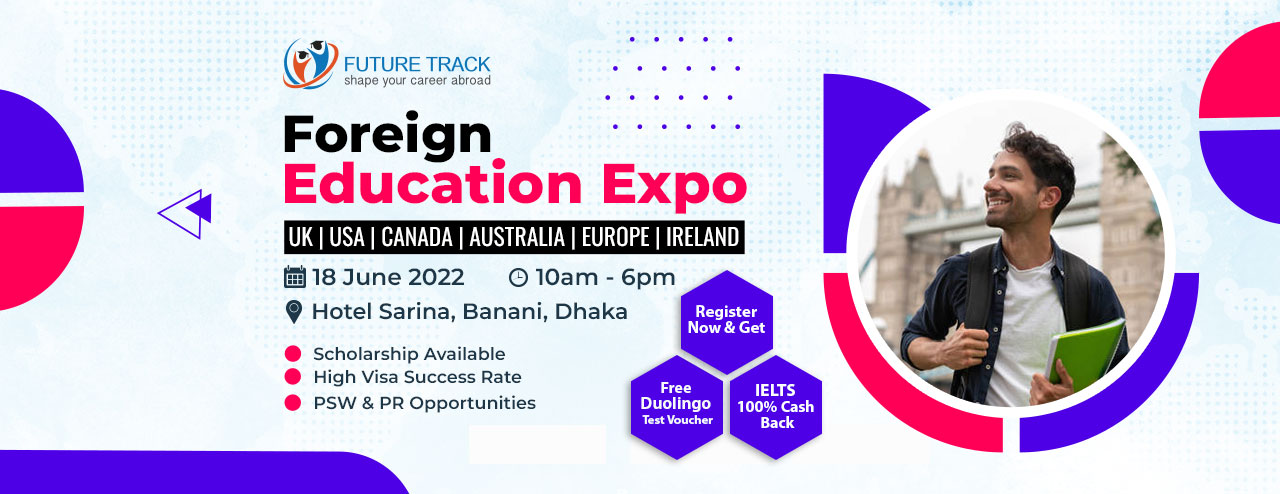 FUTURE TRACK
shape your career abroad
Foreign
Education Expo
UK | USA | CANADA | AUSTRALIA | EUROPE | IRELAND
18 June 2022 10am - 6pm
Hotel Sarina, Banani, Dhaka
Scholarship Available
High Visa Success Rate
PSW & PR Opportunities
Register
Now & Get
Free
Duolingo
Test Voucher
IELTS
100% Cash
Back